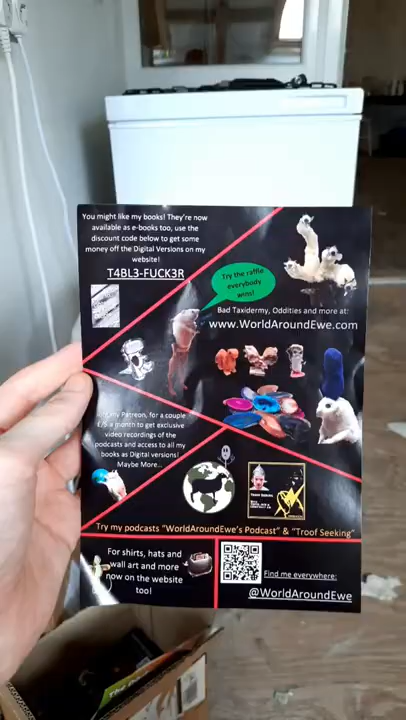 You might like my books! They're now
available as e-books too, use the
discount code below to get some
money off the Digital Versions on my
website!
T4BL3-FUCK3R
Try the raffle
everybody
wins!
Bad Taxidermy, Oddities and more at:
www.WorldAroundEwe.com
my Patreon, for a couple
£/$ a month to get exclusive
video recordings of the
podcasts and access to all my
books as Digital versions!
Maybe More...
TROOF SEEKING
Try my podcasts "WorldAroundEwe's Podcast" & "Troof Seeking"
For shirts, hats and
wall art and more
now on the website
too!
Find me everywhere:
@WorldAroundEwe